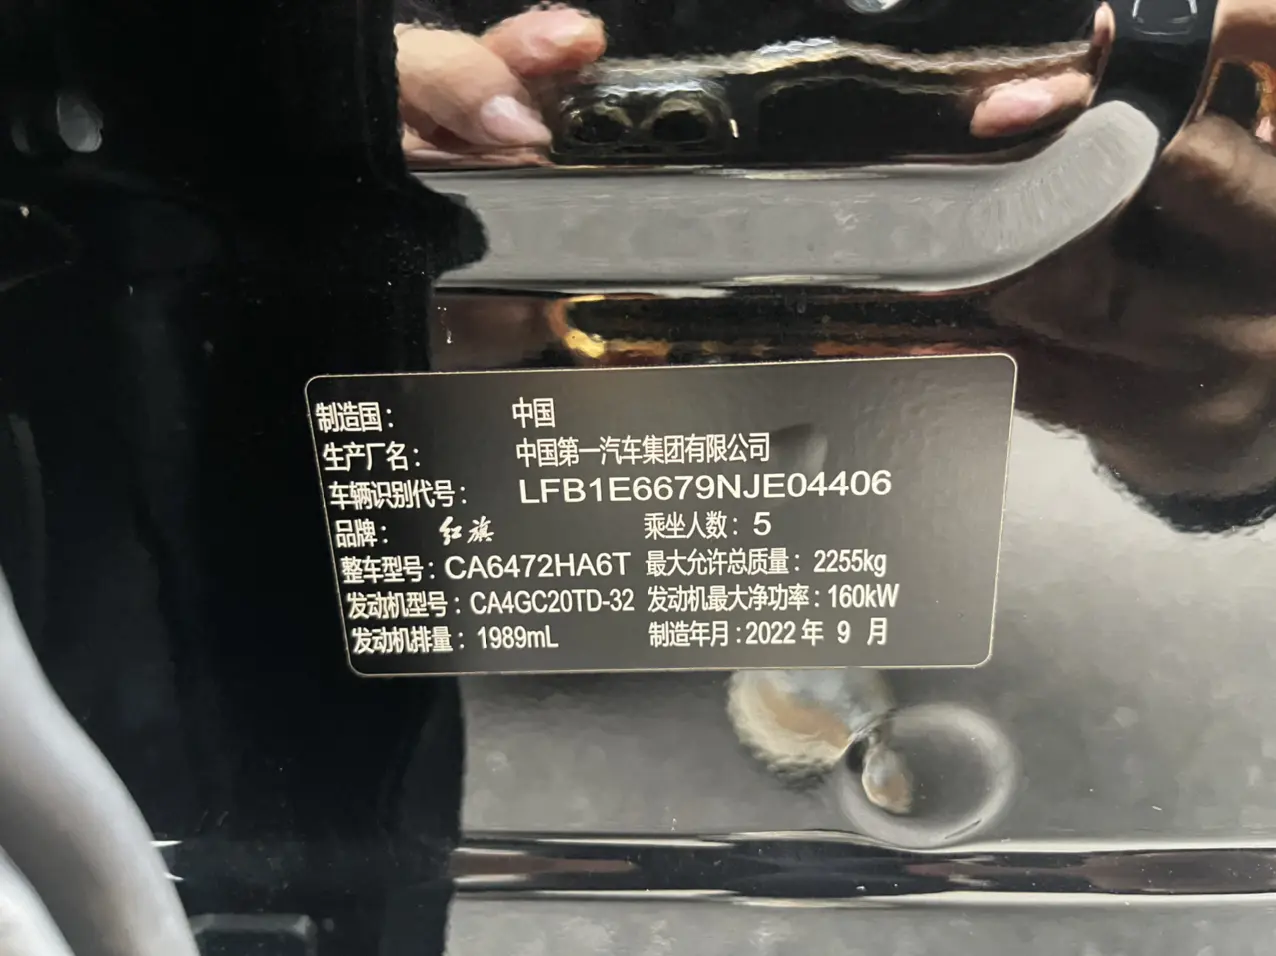 制造国： 中国
生产厂名： 中国第一汽车集团有限公司
车辆识别代号： LFB1E6679NJE04406
品牌： 红旗 乘坐人数：5
整车型号：CA6472HA6T 最大允许总质量：2255kg
发动机型号：CA4GC20TD-32 发动机最大净功率：160kW
发动机排量：1989mL 制造年月：2022年 9 月